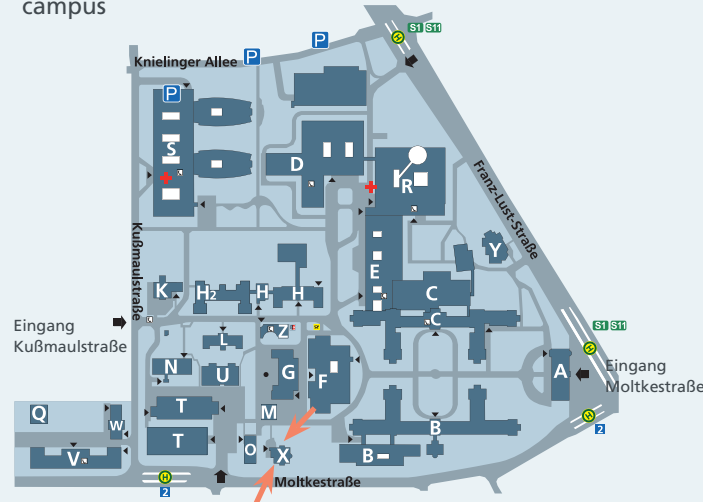 campus
S1 S11
H
P
P
Knielinger Allee
P
S
D
R
Franz-Lust-Straße
Kußmaulstraße
Y
E
K
H2
H
H
C
C
Eingang
Kußmaulstraße
Z
L
S1 S11
H
N
U
G
F
A
Eingang
Moltkestraße
Q
W
T
M
H
2
T
O
X
B
B
V
H
2
Moltkestraße